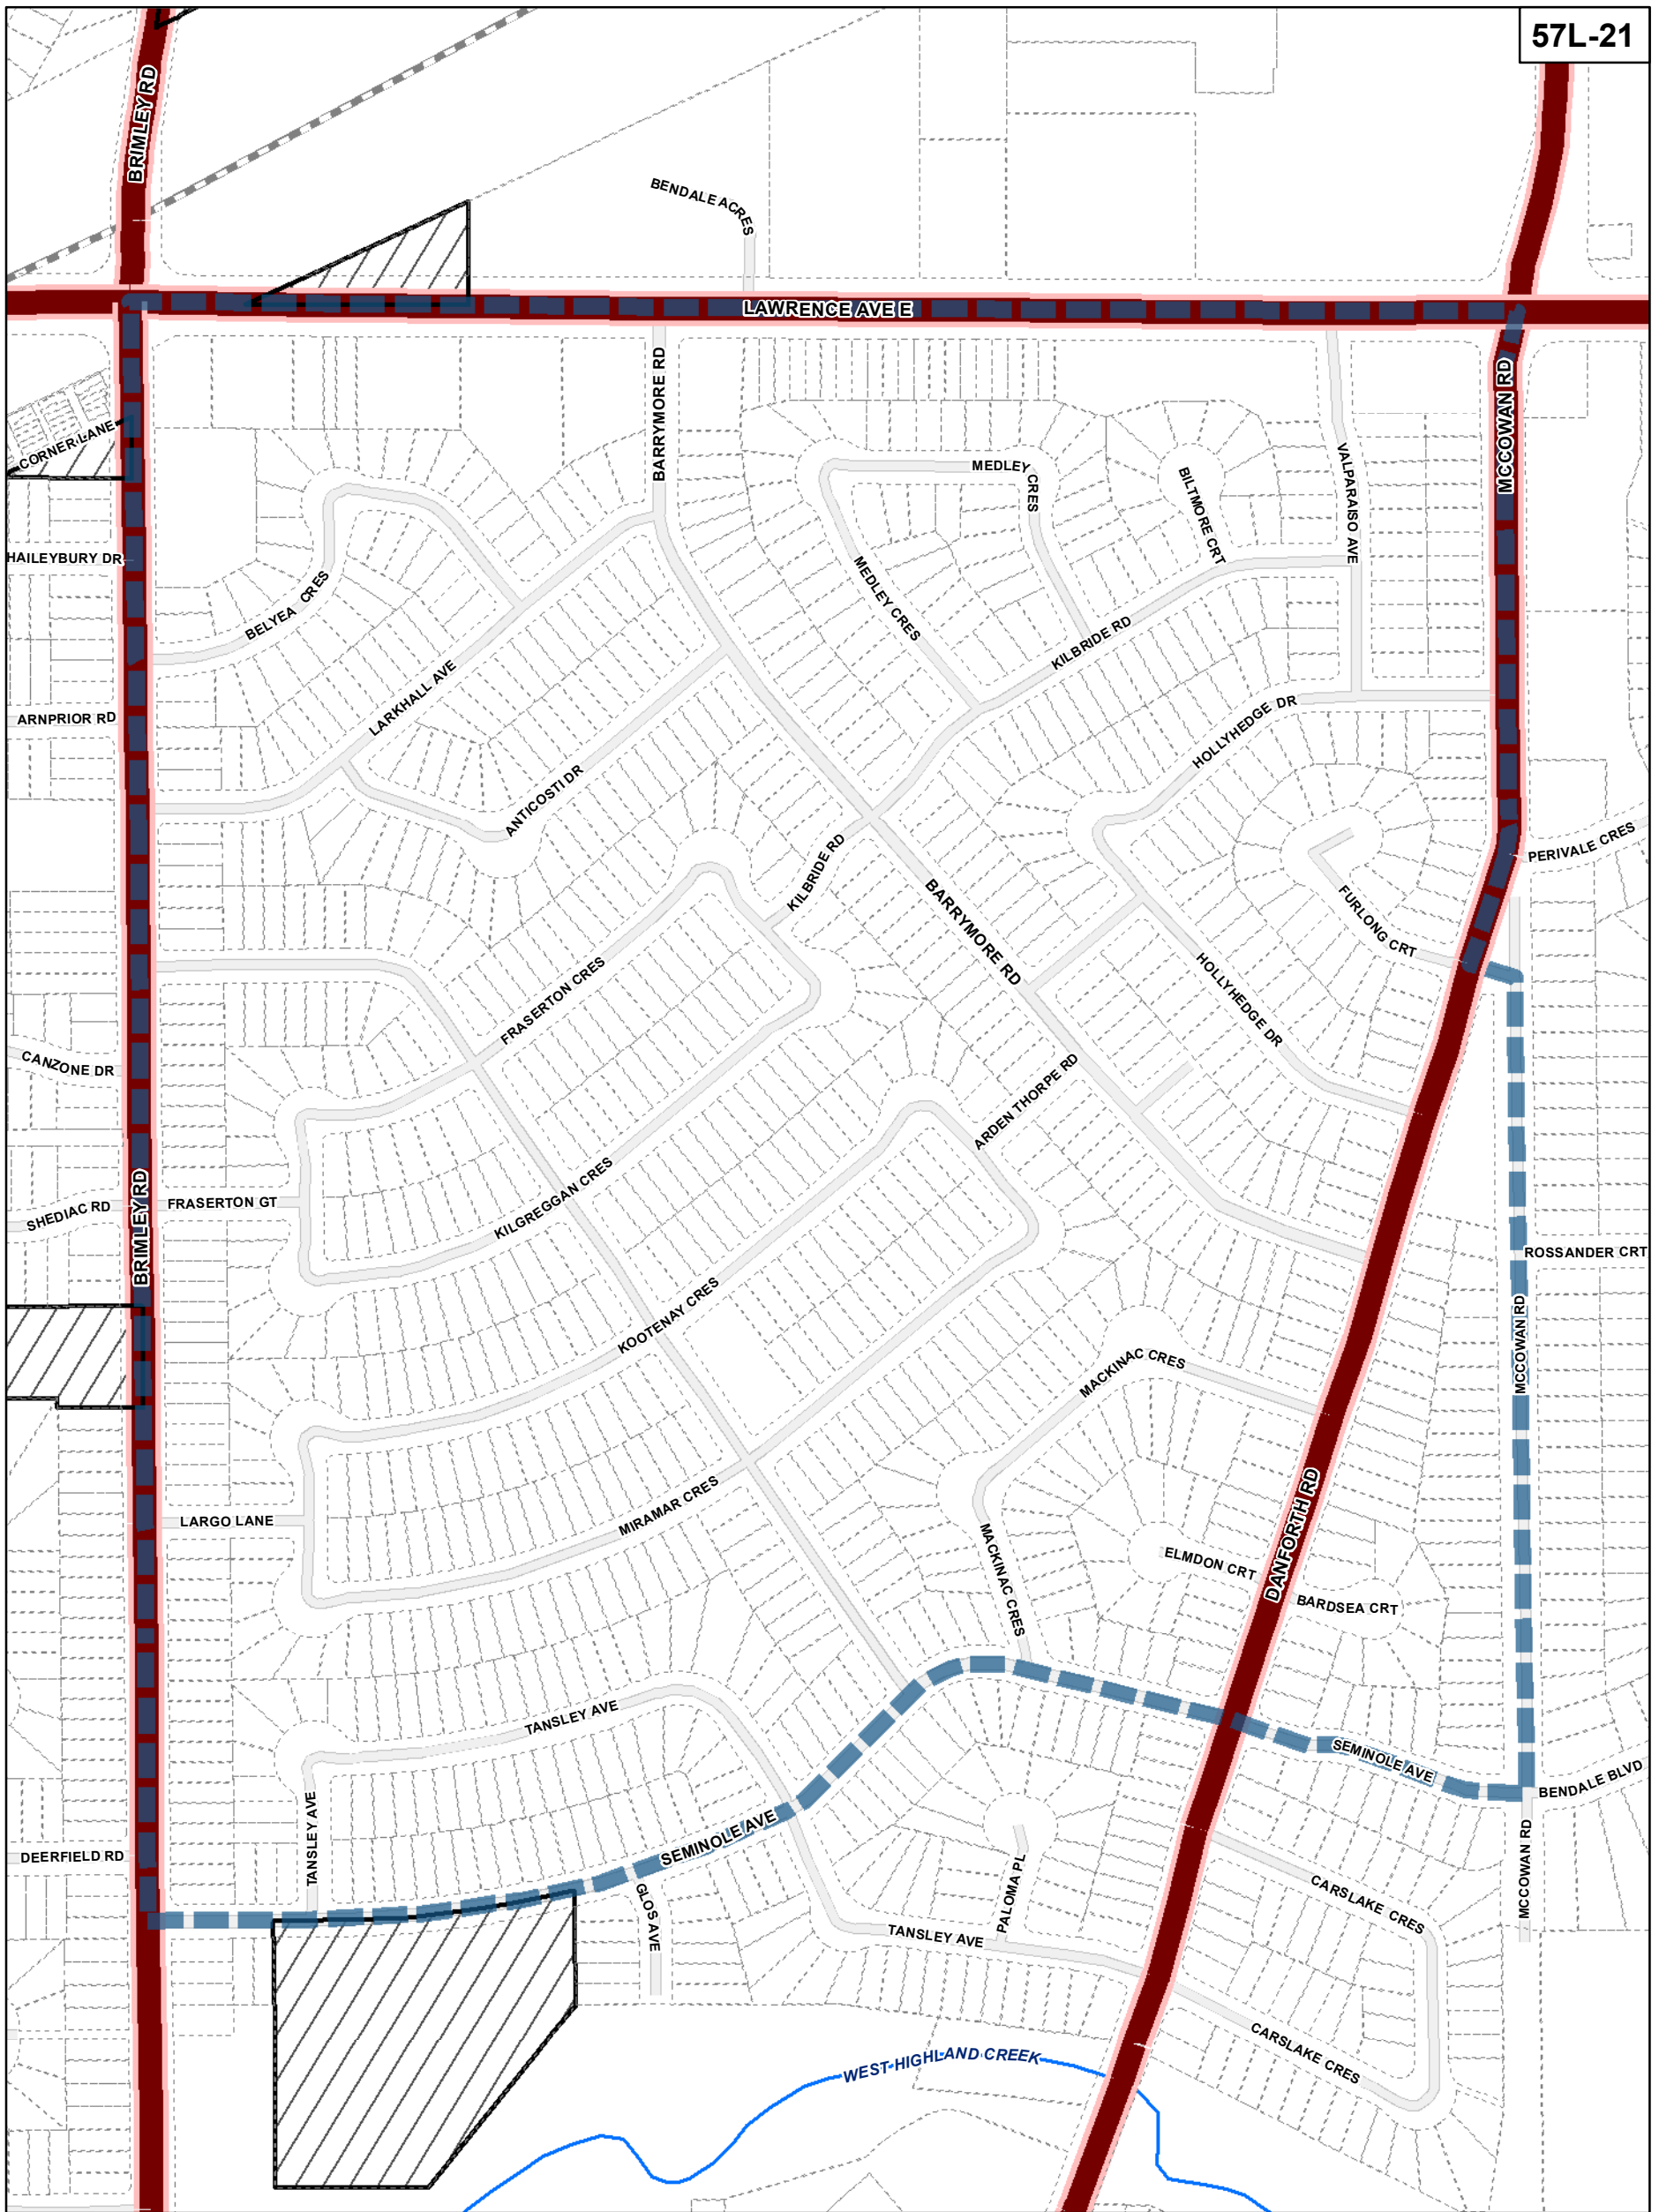 57L-21
BRIMLEY RD
BENDALE ACRES
LAWRENCE AVE E
BARRYMORE RD
MCCOWAN RD
CORNER LANE
MEDLEY CRES
BILTMORE CRT
VALPARAISO AVE
HAILEYBURY DR
BELYEA CRES
MEDLEY CRES
KILBRIDE RD
LARKHALL AVE
ARNPRIOR RD
HOLLYHEDGE DR
ANTICOSTI DR
PERIVALE CRES
KILBRIDE RD
BARRYMORE RD
FURLONG CRT
FRASERTON CRES
HOLLYHEDGE DR
CANZONE DR
ARDEN THORPE RD
SHEDIAC RD
FRASERTON GT
KILGREGGAN CRES
BRIMLEY RD
ROSSANDER CRT
KOOTENAY CRES
MCCOWAN RD
MACKINAC CRES
LARGO LANE
MIRAMAR CRES
DANFORTH RD
MACKINAC CRES
ELMDON CRT
BARDSEA CRT
TANSLEY AVE
SEMINOLE AVE
BENDALE BLVD
TANSLEY AVE
SEMINOLE AVE
DEERFIELD RD
MCCOWAN RD
PALOMA PL
CARSLAKE CRES
GLOS AVE
TANSLEY AVE
CARSLAKE CRES
WEST HIGHLAND CREEK